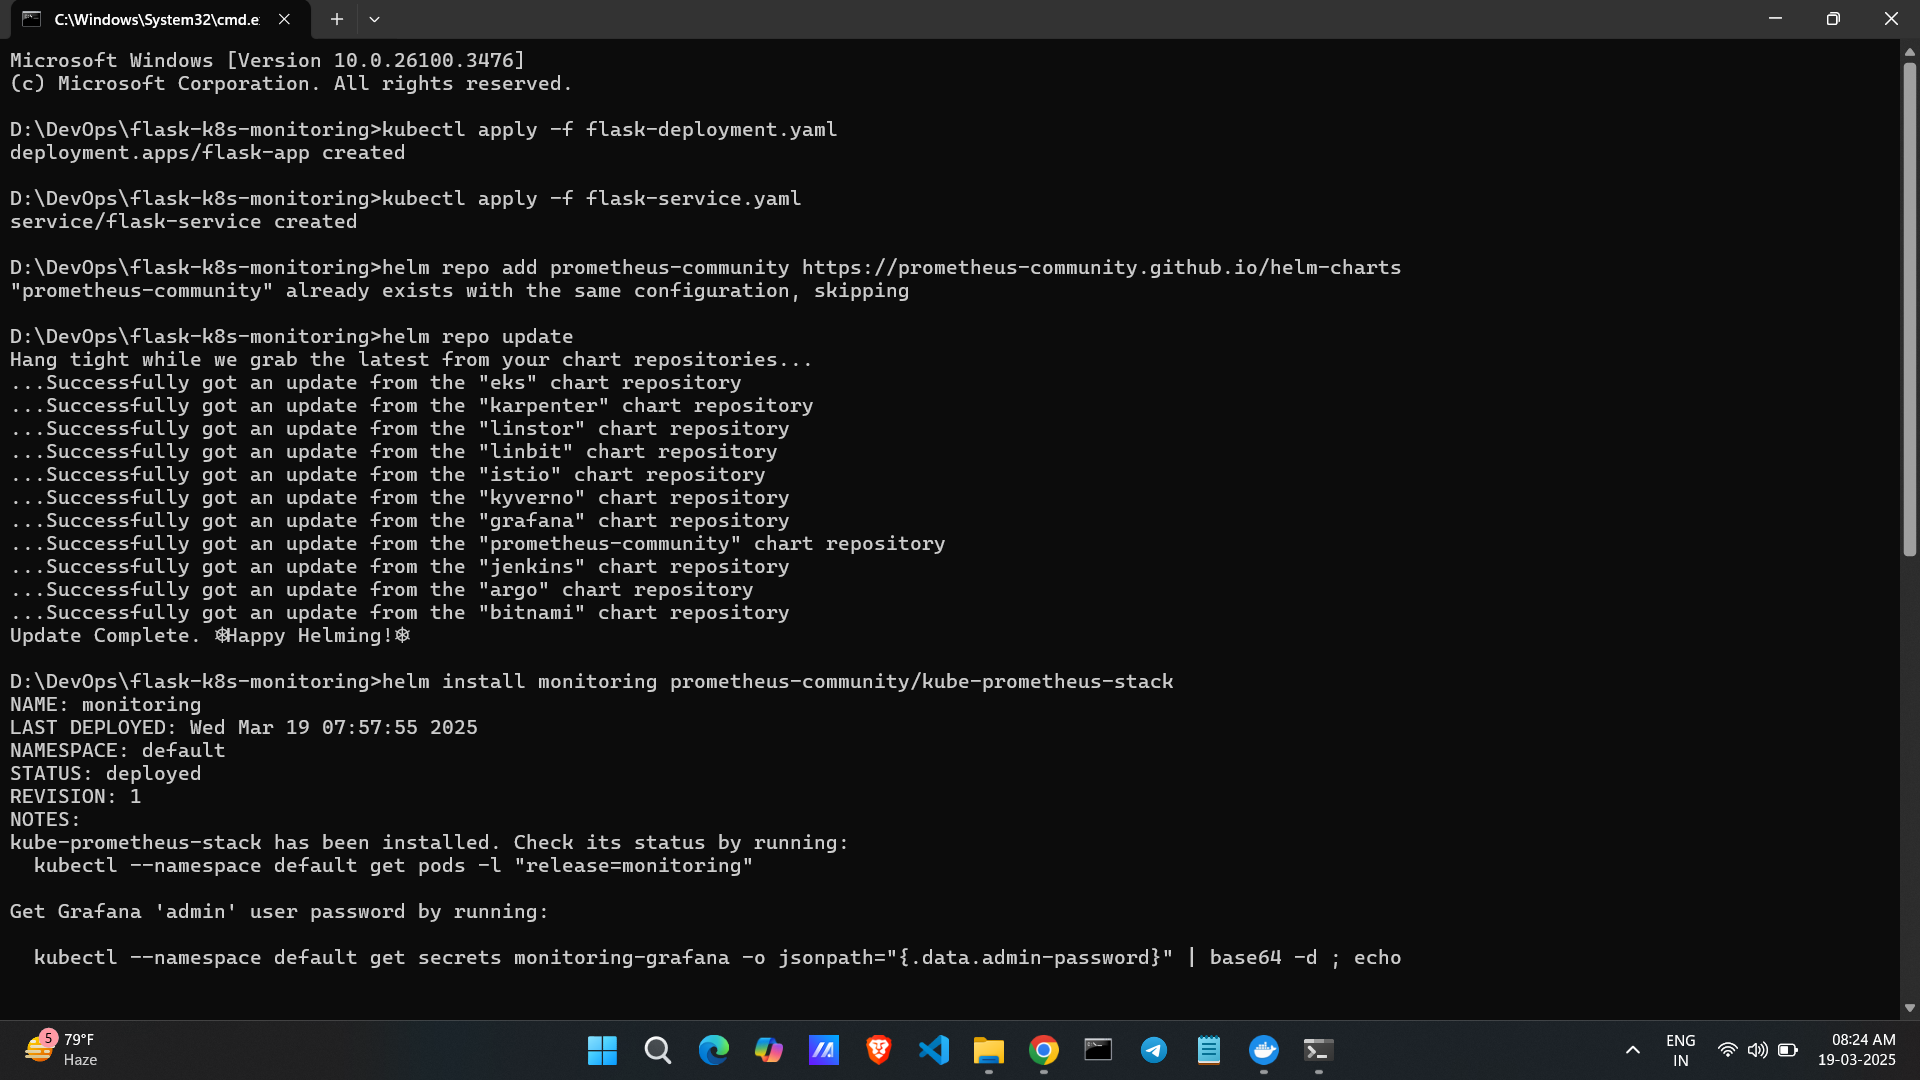 C:\Windows\System32\cmd.e
Microsoft Windows [Version 10.0.26100.3476]
(c) Microsoft Corporation. All rights reserved.
D:\DevOps\flask-k8s-monitoring>kubectl apply -f flask-deployment.yaml
deployment.apps/flask-app created
D:\DevOps\flask-k8s-monitoring>kubectl apply -f flask-service.yaml
service/flask-service created
D:\DevOps\flask-k8s-monitoring>helm repo add prometheus-community https://prometheus-community.github.io/helm-charts
"prometheus-community" already exists with the same configuration, skipping
D:\DevOps\flask-k8s-monitoring>helm repo update
Hang tight while we grab the latest from your chart repositories...
...Successfully got an update from the "eks" chart repository
...Successfully got an update from the "karpenter" chart repository
...Successfully got an update from the "linstor" chart repository
...Successfully got an update from the "linbit" chart repository
...Successfully got an update from the "istio" chart repository
...Successfully got an update from the "kyverno" chart repository
...Successfully got an update from the "grafana" chart repository
...Successfully got an update from the "prometheus-community" chart repository
...Successfully got an update from the "jenkins" chart repository
...Successfully got an update from the "argo" chart repository
...Successfully got an update from the "bitnami" chart repository
Update Complete. ⎈Happy Helming!⎈
D:\DevOps\flask-k8s-monitoring>helm install monitoring prometheus-community/kube-prometheus-stack
NAME: monitoring
LAST DEPLOYED: Wed Mar 19 07:57:55 2025
NAMESPACE: default
STATUS: deployed
REVISION: 1
NOTES:
kube-prometheus-stack has been installed. Check its status by running:
  kubectl --namespace default get pods -l "release=monitoring"
Get Grafana 'admin' user password by running:
  kubectl --namespace default get secrets monitoring-grafana -o jsonpath="{.data.admin-password}" | base64 -d ; echo
5
79°F
Haze
ENG
IN
08:24 AM
19-03-2025